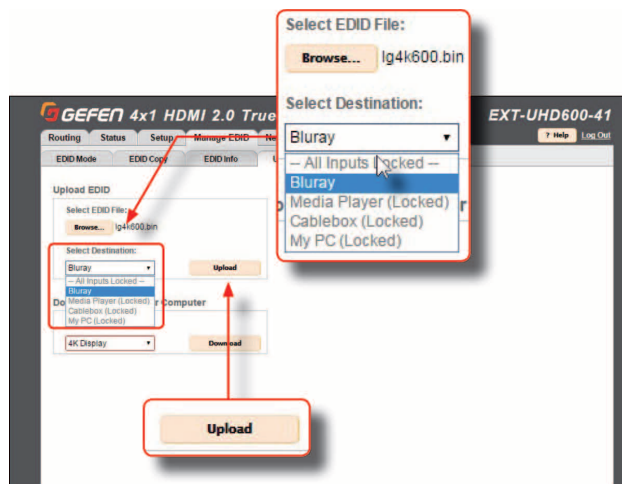 Select EDID File:
Browse... lg4k600.bin
Select Destination:
Bluray
-- All Inputs Locked --
Bluray
Media Player (Locked)
Cablebox (Locked)
My PC (Locked)
GEFEN 4x1 HDMI 2.0 True
EXT-UHD600-41
Routing Status Setup Manage EDID
? Help Log Out
EDID Mode EDID Copy EDID Info
Upload EDID
Select EDID File:
Browse... lg4k600.bin
Select Destination:
Bluray Upload
-- All Inputs Locked --
Bluray
Media Player (Locked)
Cablebox (Locked)
My PC (Locked)
Computer
4K Display Download
Upload